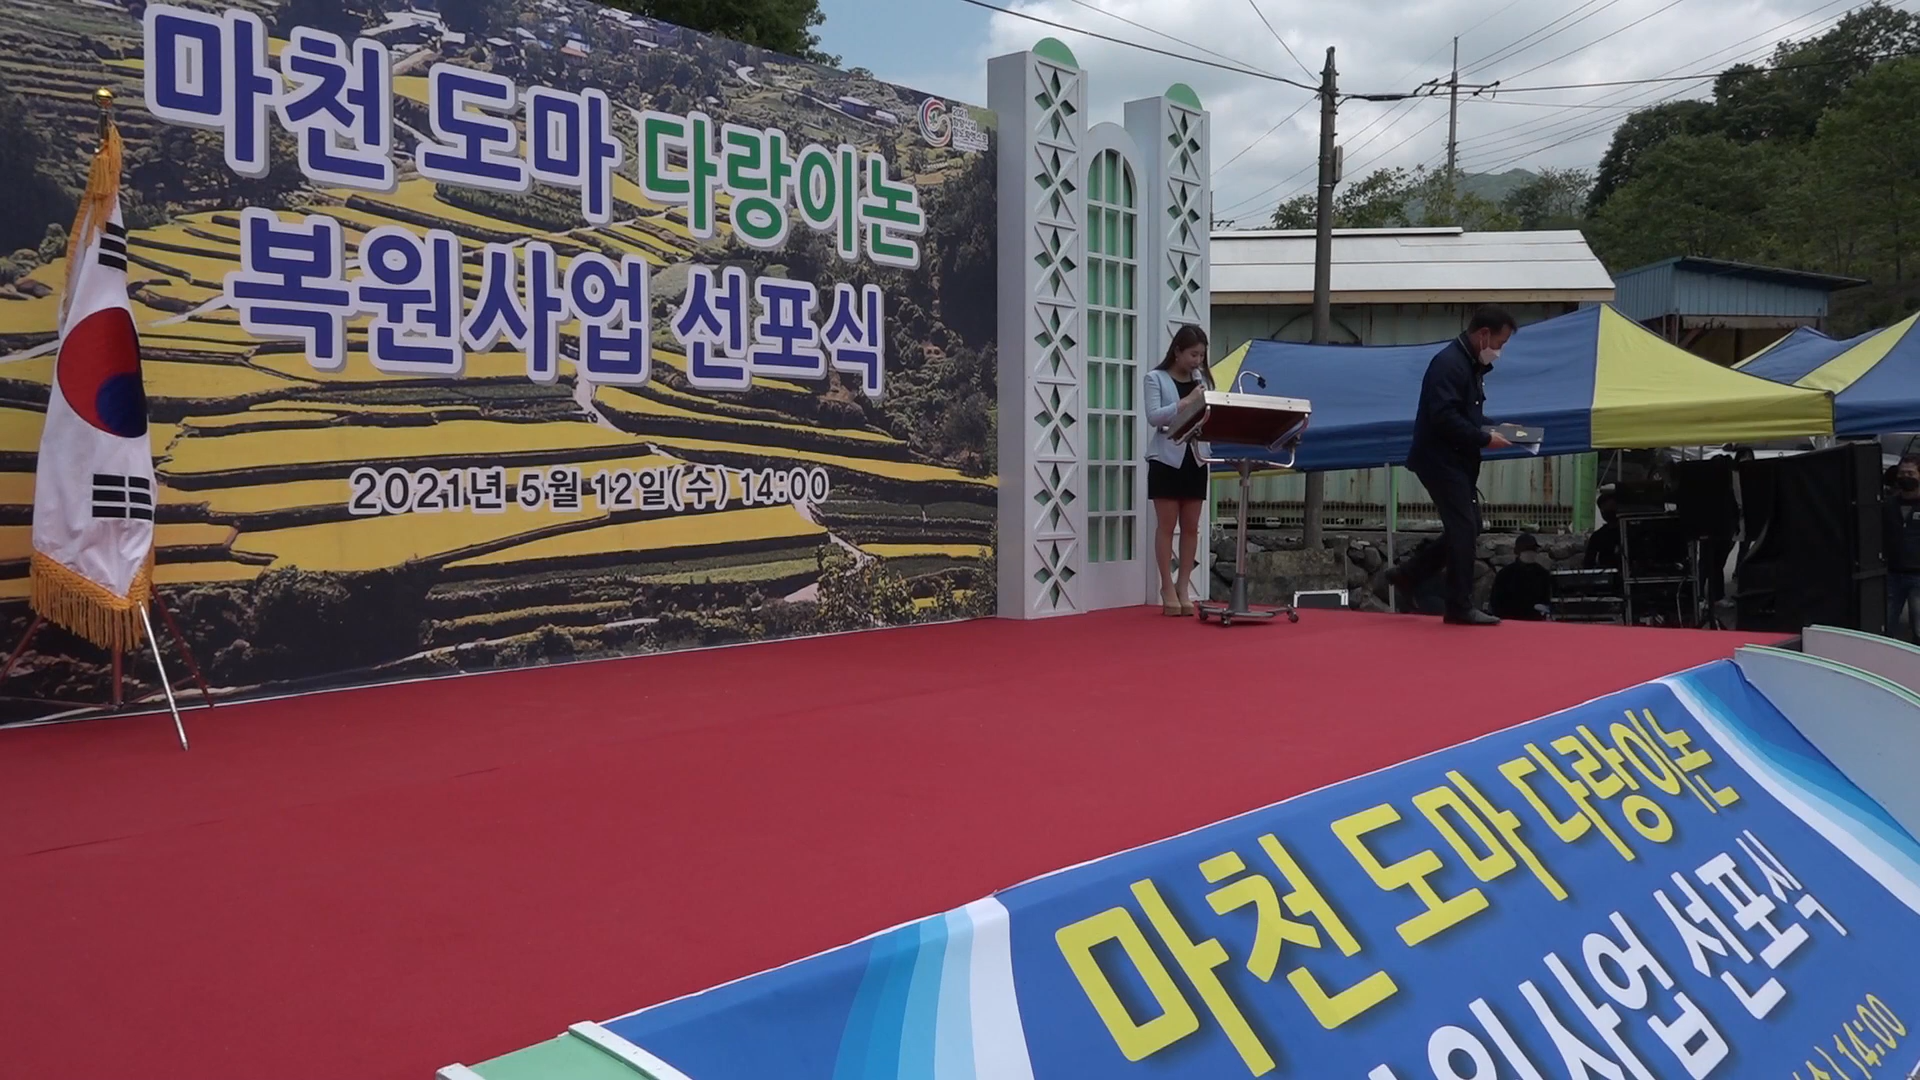 마천 도마 다랑이논
복원사업 선포식
2021년 5월 12일(수) 14:00
마천 도마 다랑이논
원사업 선포식
14:00